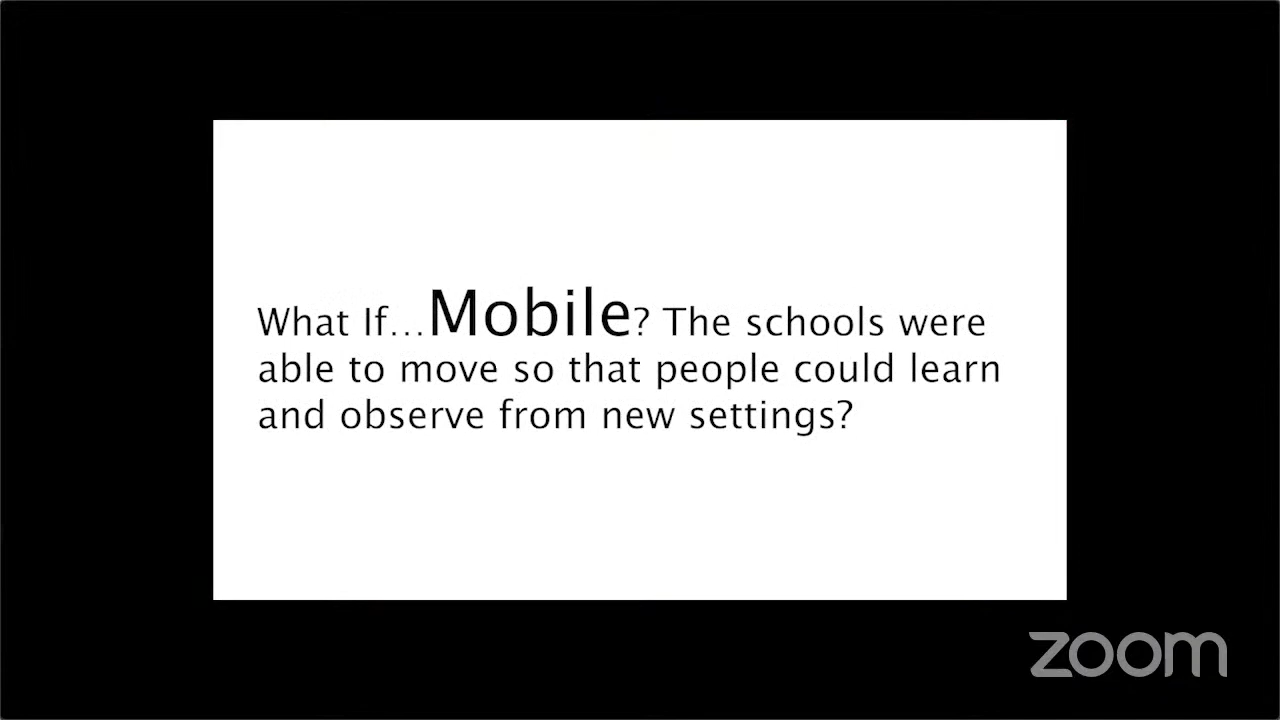 What If...Mobile? The schools were
able to move so that people could learn
and observe from new settings?
zoom